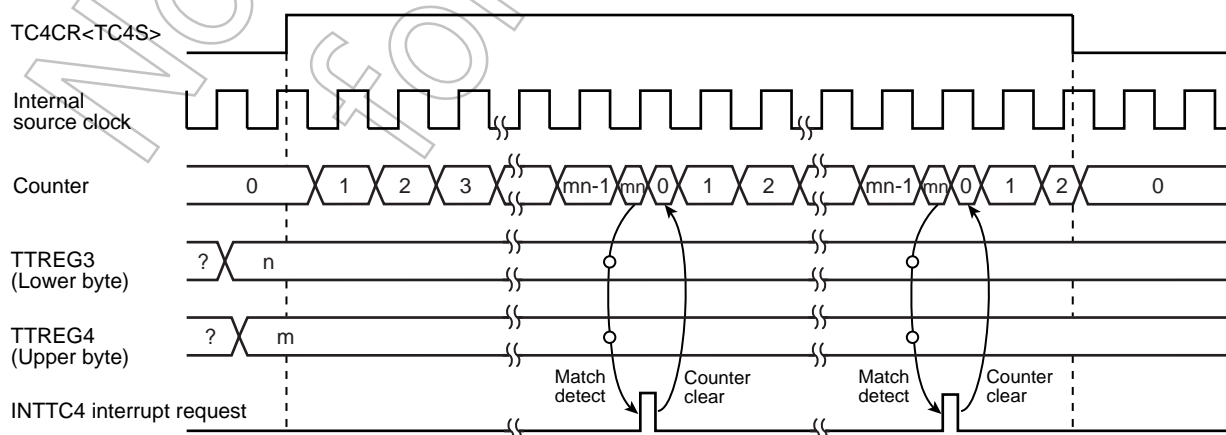 TC4CR<TC4S>
Internal
source clock
Counter
0 1 2 3 mn-1 mn 0 1 2 mn-1 mn 0 1 2 0
TTREG3
(Lower byte)
? n
TTREG4
(Upper byte)
? m
Match
detect
Counter
clear
Match
detect
Counter
clear
INTTC4 interrupt request